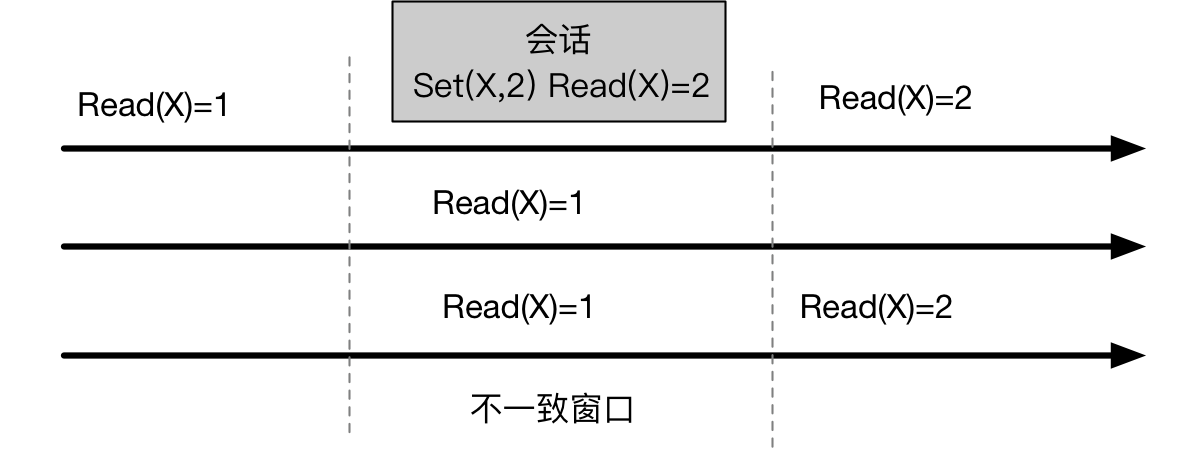 会话
Set(X,2) Read(X)=2
Read(X)=1
Read(X)=2
Read(X)=1
Read(X)=1
Read(X)=2
不一致窗口